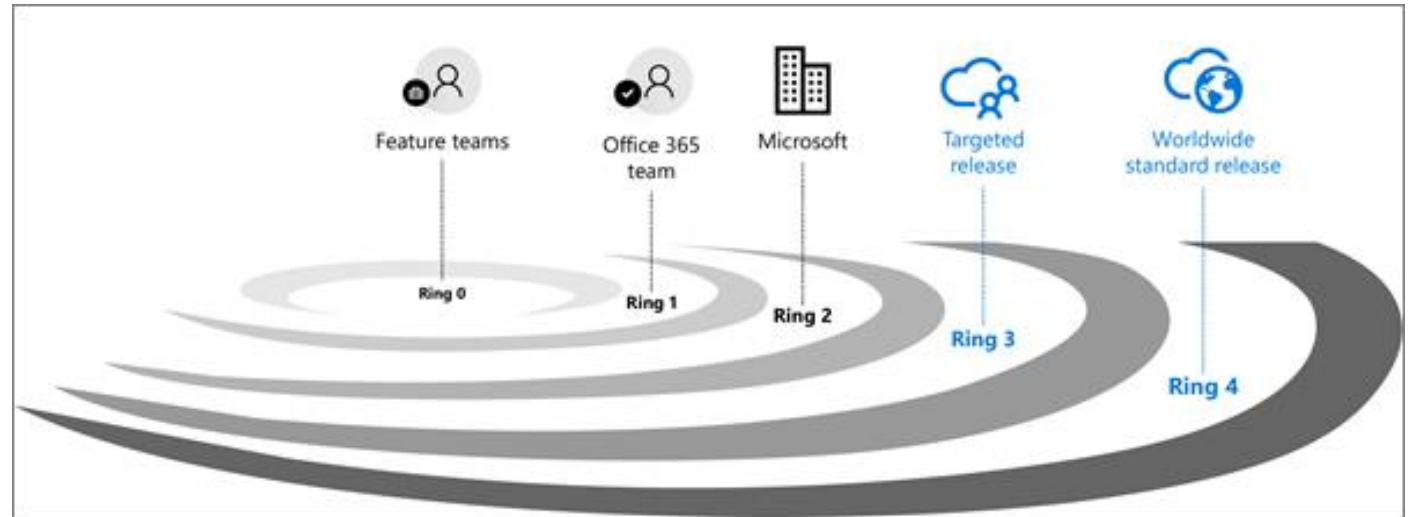 Feature teams
Office 365
team
Microsoft
Targeted
release
Worldwide
standard release
Ring 0
Ring 1
Ring 2
Ring 3
Ring 4